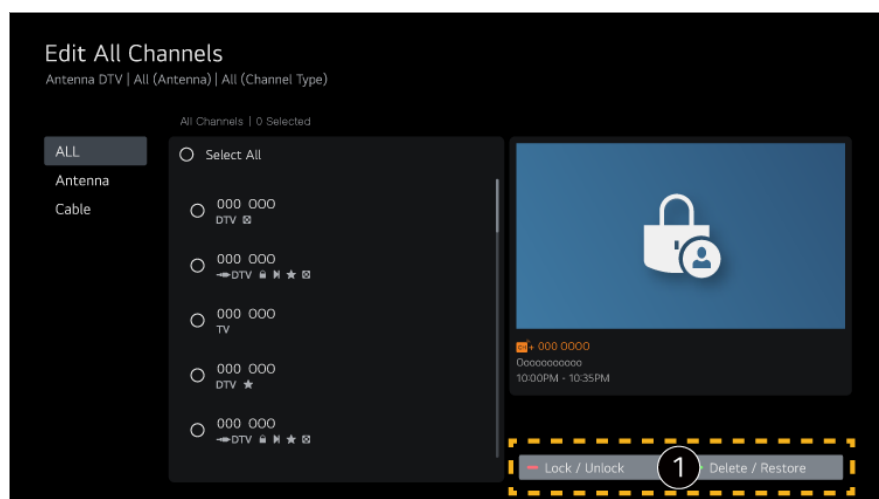 Edit All Channels
Antenna DTV | All (Antenna) | All (Channel Type)
All Channels | 0 Selected
ALL
Antenna
Cable
Select All
000 000
DTV
000 000
DTV
000 000
TV
000 000
DTV
000 000
DTV
CH+ 000 0000
Ooooooooooo
10:00PM - 10:35PM
Lock / Unlock
1
Delete / Restore